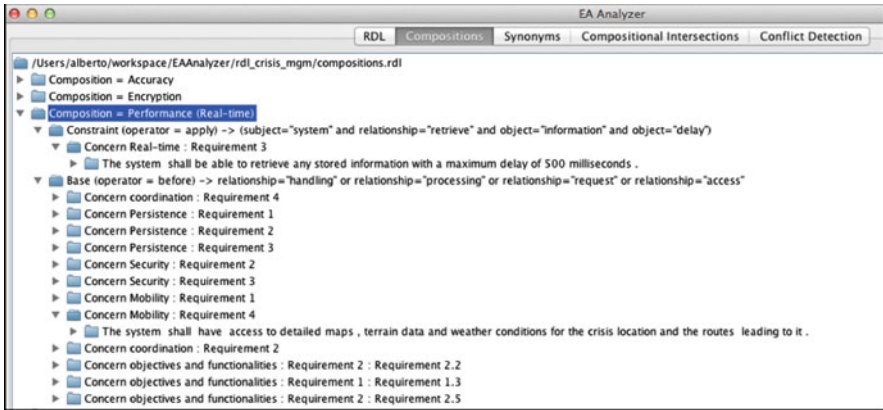 EA Analyzer
RDL Compositions Synonyms Compositional Intersections Conflict Detection
/Users/alberto/workspace/EAAnalyzer/rdl_crisis_mgm/compositions.rdl
Composition = Accuracy
Composition = Encryption
Composition = Performance (Real-time)
Constraint (operator = apply) -> (subject="system" and relationship="retrieve" and object="information" and object="delay")
Concern Real-time : Requirement 3
The system shall be able to retrieve any stored information with a maximum delay of 500 milliseconds .
Base (operator = before) -> relationship="handling" or relationship="processing" or relationship="request" or relationship="access"
Concern coordination : Requirement 4
Concern Persistence : Requirement 1
Concern Persistence : Requirement 2
Concern Persistence : Requirement 3
Concern Security : Requirement 2
Concern Security : Requirement 3
Concern Mobility : Requirement 1
Concern Mobility : Requirement 4
The system shall have access to detailed maps , terrain data and weather conditions for the crisis location and the routes leading to it .
Concern coordination : Requirement 2
Concern objectives and functionalities : Requirement 2 : Requirement 2.2
Concern objectives and functionalities : Requirement 1 : Requirement 1.3
Concern objectives and functionalities : Requirement 2 : Requirement 2.5